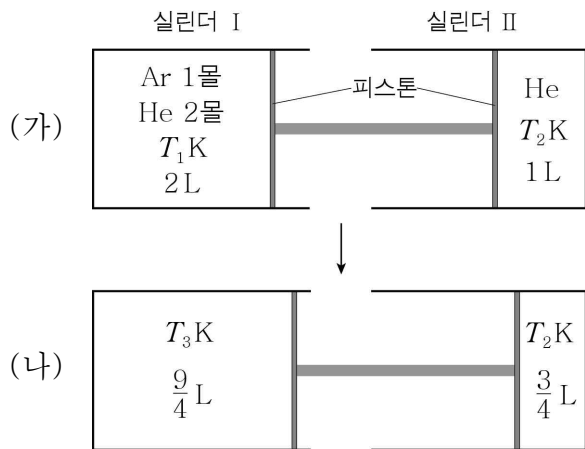 실린더 Ⅰ 실린더 Ⅱ
(가)
Ar 1몰
He 2몰
T₁K
2L
피스톤
He
T₂K
1L
(나)
T₃K
9/4 L
T₂K
3/4 L